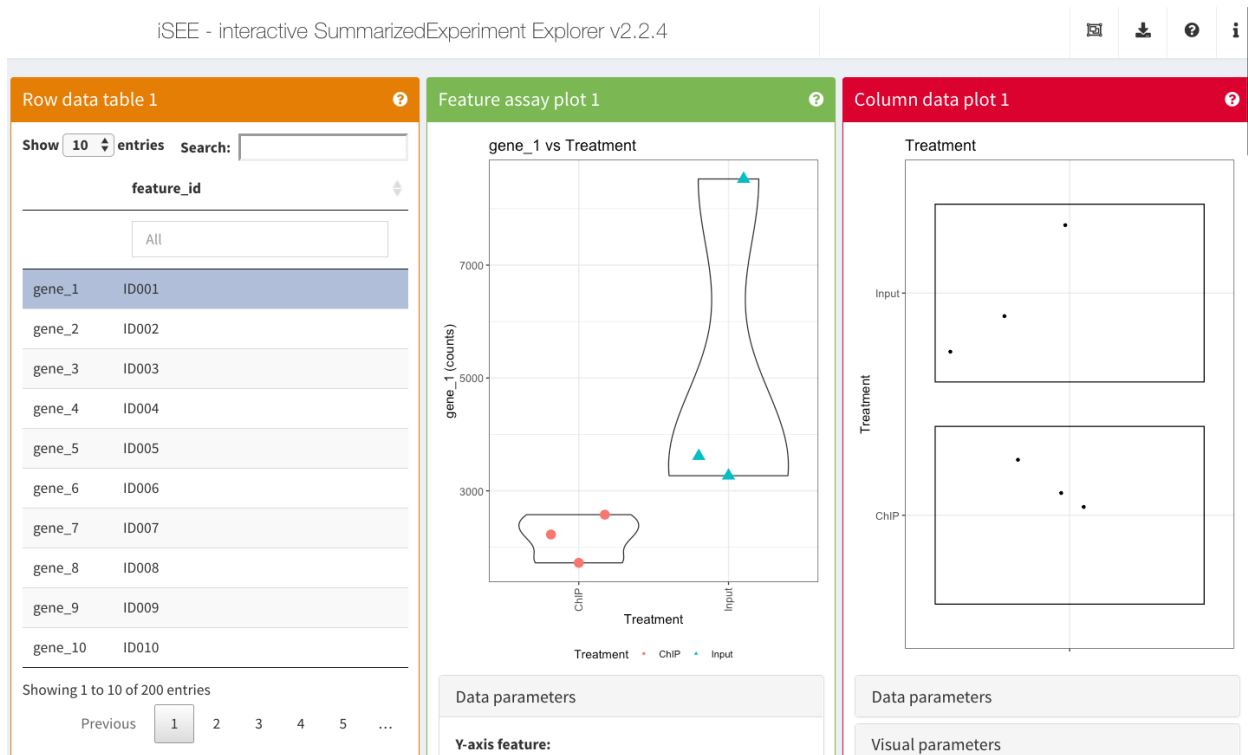 iSEE - interactive SummarizedExperiment Explorer v2.2.4
Row data table 1
Show 10 entries Search:
feature_id
All
gene_1 ID001
gene_2 ID002
gene_3 ID003
gene_4 ID004
gene_5 ID005
gene_6 ID006
gene_7 ID007
gene_8 ID008
gene_9 ID009
gene_10 ID010
Showing 1 to 10 of 200 entries
Previous 1 2 3 4 5 ...
Feature assay plot 1
gene_1 vs Treatment
gene_1 (counts)
7000
5000
3000
ChIP Input
Treatment
Treatment ChIP Input
Data parameters
Y-axis feature:
Column data plot 1
Treatment
Treatment
Input
ChIP
Data parameters
Visual parameters